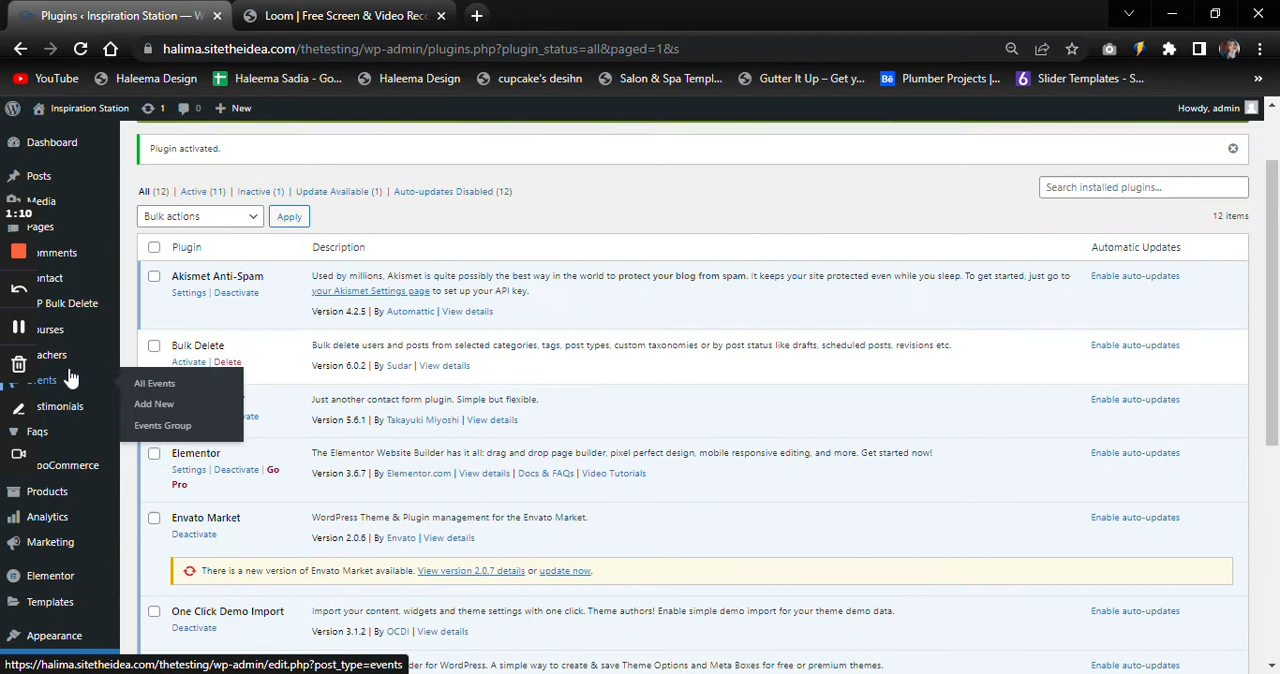 Plugins ‹ Inspiration Station — W
Loom | Free Screen & Video Rec
halima.sitetheidea.com/thetesting/wp-admin/plugins.php?plugin_status=all&paged=1&s
YouTube
Haleema Design
Haleema Sadia - Go...
Haleema Design
cupcake's desihn
Salon & Spa Templ...
Gutter It Up – Get y...
Bē Plumber Projects |...
6 Slider Templates - S...
»
Inspiration Station
1
0
New
Howdy, admin
Dashboard
Posts
Media
1:10
Pages
omments
ontact
P Bulk Delete
ourses
achers
ents
stimonials
Faqs
ooCommerce
Products
Analytics
Marketing
Elementor
Templates
Appearance
All Events
Add New
Events Group
Plugin activated.
All (12) | Active (11) | Inactive (1) | Update Available (1) | Auto-updates Disabled (12)
Search installed plugins...
Bulk actions
Apply
12 items
Plugin
Description
Automatic Updates
Akismet Anti-Spam
Settings | Deactivate
Used by millions, Akismet is quite possibly the best way in the world to protect your blog from spam. It keeps your site protected even while you sleep. To get started, just go to
your Akismet Settings page to set up your API key.
Version 4.2.5 | By Automattic | View details
Enable auto-updates
Bulk Delete
Activate | Delete
Bulk delete users and posts from selected categories, tags, post types, custom taxonomies or by post status like drafts, scheduled posts, revisions etc.
Version 6.0.2 | By Sudar | View details
Enable auto-updates
ate
Just another contact form plugin. Simple but flexible.
Version 5.6.1 | By Takayuki Miyoshi | View details
Enable auto-updates
Elementor
Settings | Deactivate | Go
Pro
The Elementor Website Builder has it all: drag and drop page builder, pixel perfect design, mobile responsive editing, and more. Get started now!
Version 3.6.7 | By Elementor.com | View details | Docs & FAQs | Video Tutorials
Enable auto-updates
Envato Market
Deactivate
WordPress Theme & Plugin management for the Envato Market.
Version 2.0.6 | By Envato | View details
Enable auto-updates
There is a new version of Envato Market available. View version 2.0.7 details or update now.
One Click Demo Import
Deactivate
Import your content, widgets and theme settings with one click. Theme authors! Enable simple demo import for your theme demo data.
Version 3.1.2 | By OCDI | View details
Enable auto-updates
der for WordPress. A simple way to create & save Theme Options and Meta Boxes for free or premium themes.
Enable auto-updates
https://halima.sitetheidea.com/thetesting/wp-admin/edit.php?post_type=events